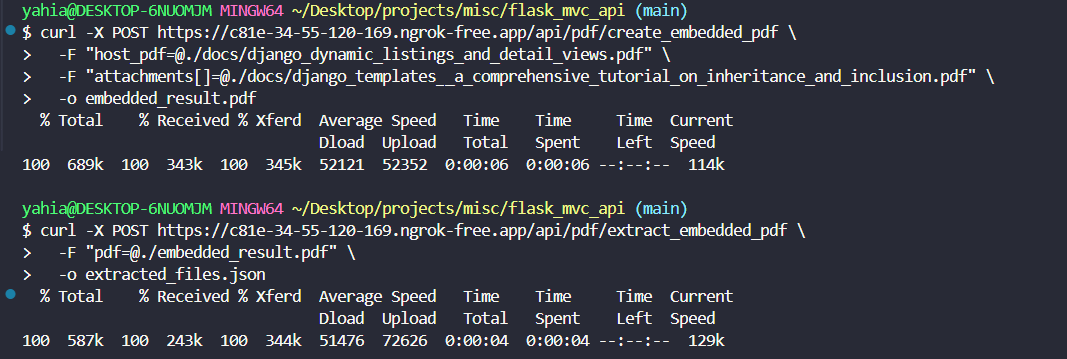 yahia@DESKTOP-6NUOMJM MINGW64 ~/Desktop/projects/misc/flask_mvc_api (main)
$ curl -X POST https://c81e-34-55-120-169.ngrok-free.app/api/pdf/create_embedded_pdf \
>   -F "host_pdf=@./docs/django_dynamic_listings_and_detail_views.pdf" \
>   -F "attachments[]=@./docs/django_templates__a_comprehensive_tutorial_on_inheritance_and_inclusion.pdf" \
>   -o embedded_result.pdf
  % Total    % Received % Xferd  Average Speed   Time    Time     Time  Current
                                 Dload  Upload   Total   Spent    Left  Speed
100  689k  100  343k  100  345k  52121  52352  0:00:06  0:00:06 --:--:--  114k
yahia@DESKTOP-6NUOMJM MINGW64 ~/Desktop/projects/misc/flask_mvc_api (main)
$ curl -X POST https://c81e-34-55-120-169.ngrok-free.app/api/pdf/extract_embedded_pdf \
>   -F "pdf=@./embedded_result.pdf" \
>   -o extracted_files.json
  % Total    % Received % Xferd  Average Speed   Time    Time     Time  Current
                                 Dload  Upload   Total   Spent    Left  Speed
100  587k  100  243k  100  344k  51476  72626  0:00:04  0:00:04 --:--:--  129k